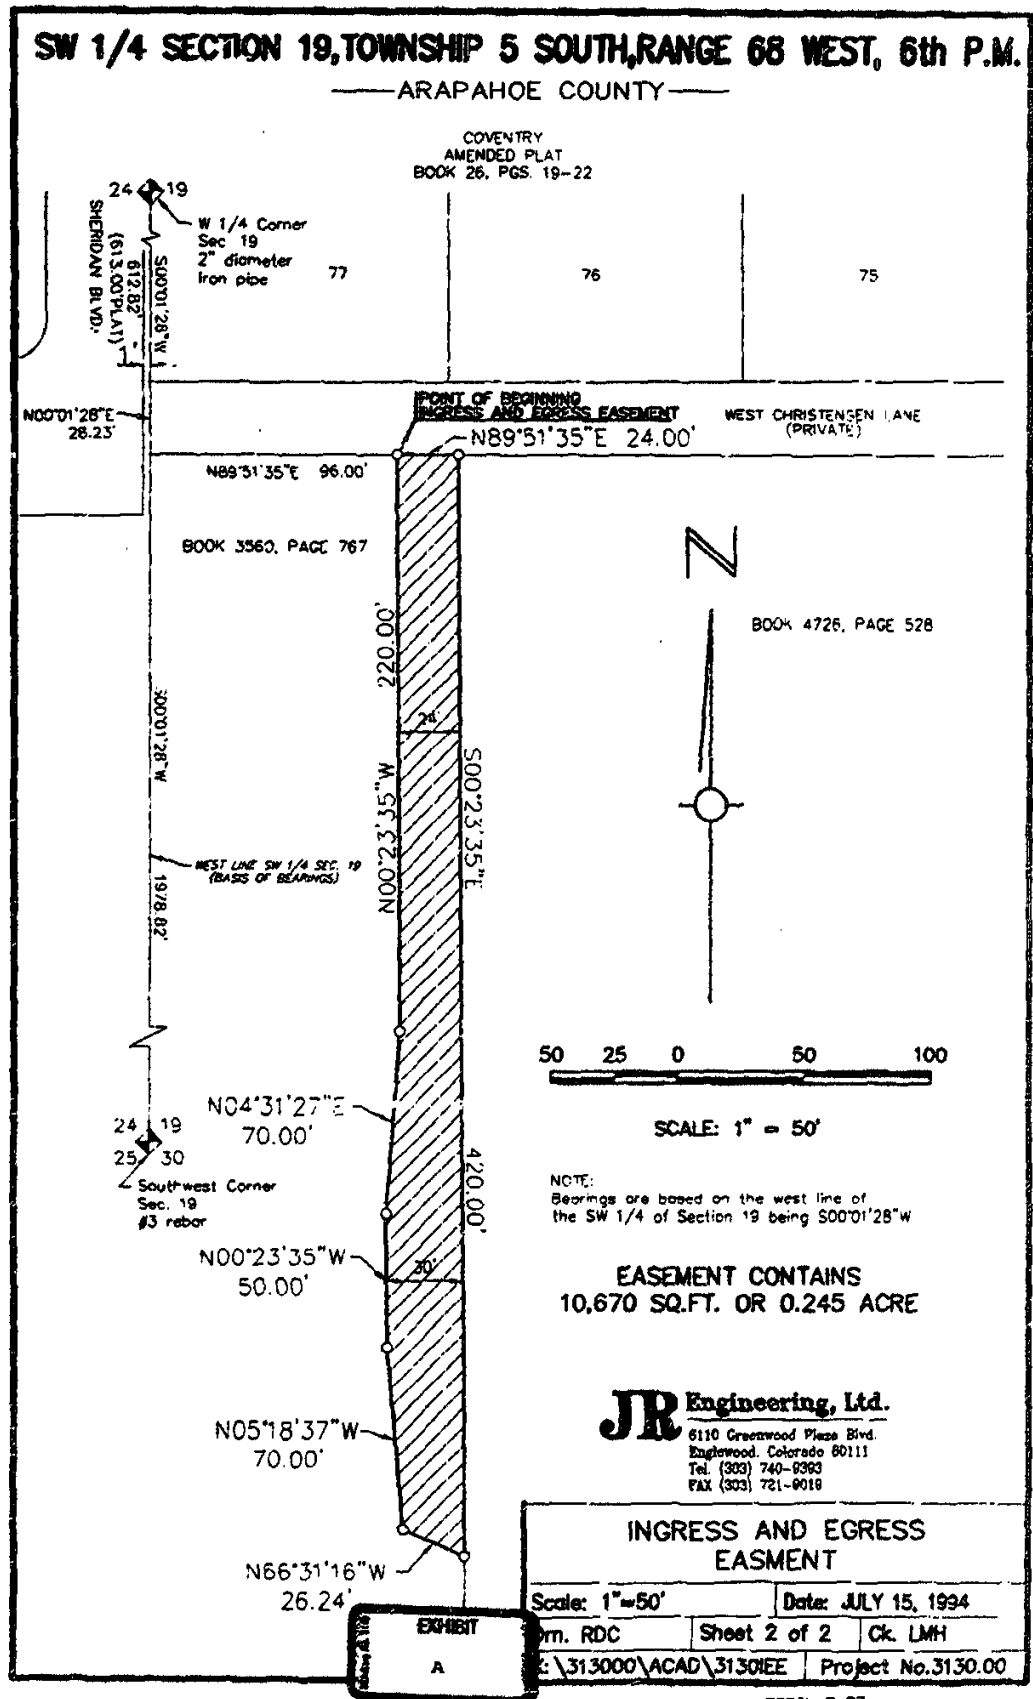 SW 1/4 SECTION 19, TOWNSHIP 5 SOUTH, RANGE 68 WEST, 6th P.M.
ARAPAHOE COUNTY
COVENTRY
AMENDED PLAT
BOOK 26, PGS. 19-22
24 19
W 1/4 Corner
Sec 19
2" diameter
Iron pipe
77
76
75
SHERIDAN BLVD.
(613.00'PLAT)
612.82'
S00°01'28"W
N00°01'28"E
28.23'
POINT OF BEGINNING
INGRESS AND EGRESS EASEMENT
N89°51'35"E 24.00'
WEST CHRISTENSEN LANE
(PRIVATE)
N89°51'35"E 96.00'
BOOK 3560, PAGE 767
N
BOOK 4726, PAGE 528
220.00'
N00°23'35"W
24'
S00°23'35"E
420.00'
S00°01'28"W
1978.82'
WEST LINE SW 1/4 SEC. 19
(BASIS OF BEARINGS)
50 25 0 50 100
SCALE: 1" = 50'
N04°31'27"E
70.00'
24 19
25 30
Southwest Corner
Sec. 19
#3 rebar
NOTE:
Bearings are based on the west line of
the SW 1/4 of Section 19 being S00°01'28"W
N00°23'35"W
50.00'
30'
EASEMENT CONTAINS
10,670 SQ.FT. OR 0.245 ACRE
N05°18'37"W
70.00'
JR Engineering, Ltd.
6110 Greenwood Plaza Blvd.
Englewood, Colorado 80111
Tel. (303) 740-9393
FAX (303) 721-9019
N66°31'16"W
26.24'
INGRESS AND EGRESS
EASMENT
Scale: 1"=50' Date: JULY 15, 1994
Drn. RDC Sheet 2 of 2 Ck. LMH
\313000\ACAD\3130IEE Project No.3130.00
EXHIBIT
A